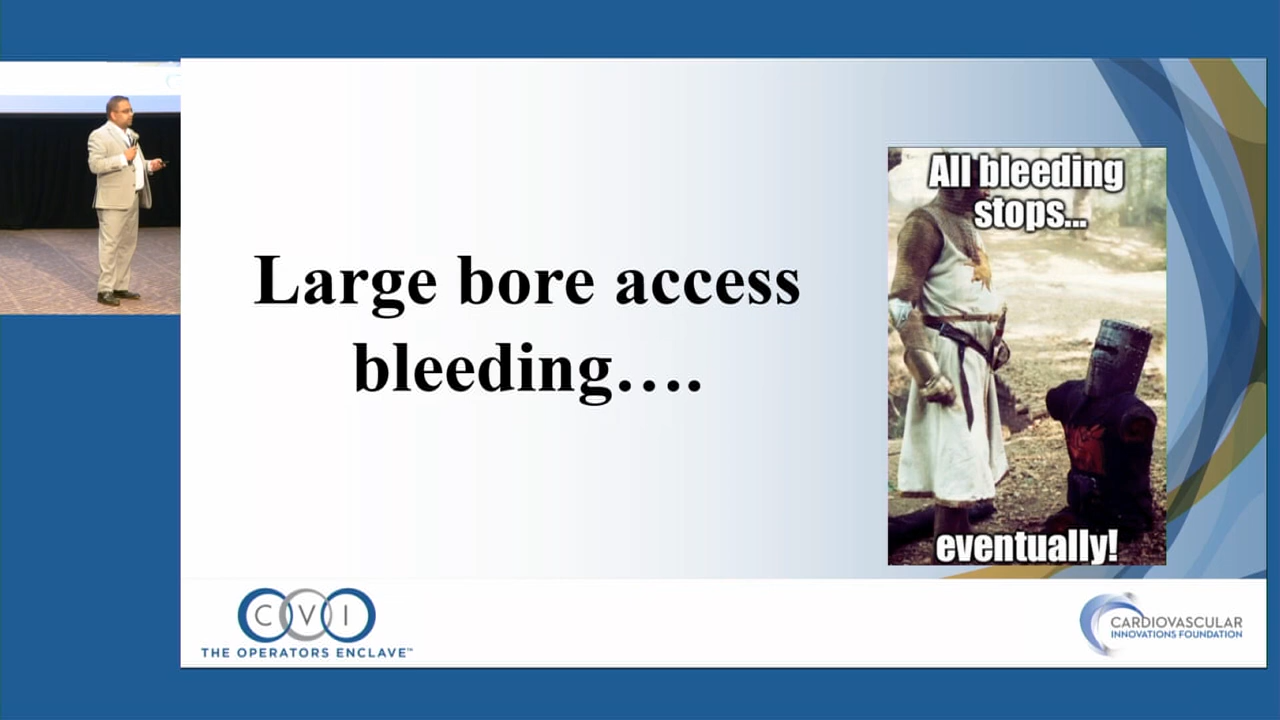 All bleeding
stops...
Large bore access
bleeding....
eventually!
CVI
THE OPERATORS ENCLAVE™
CARDIOVASCULAR
INNOVATIONS FOUNDATION